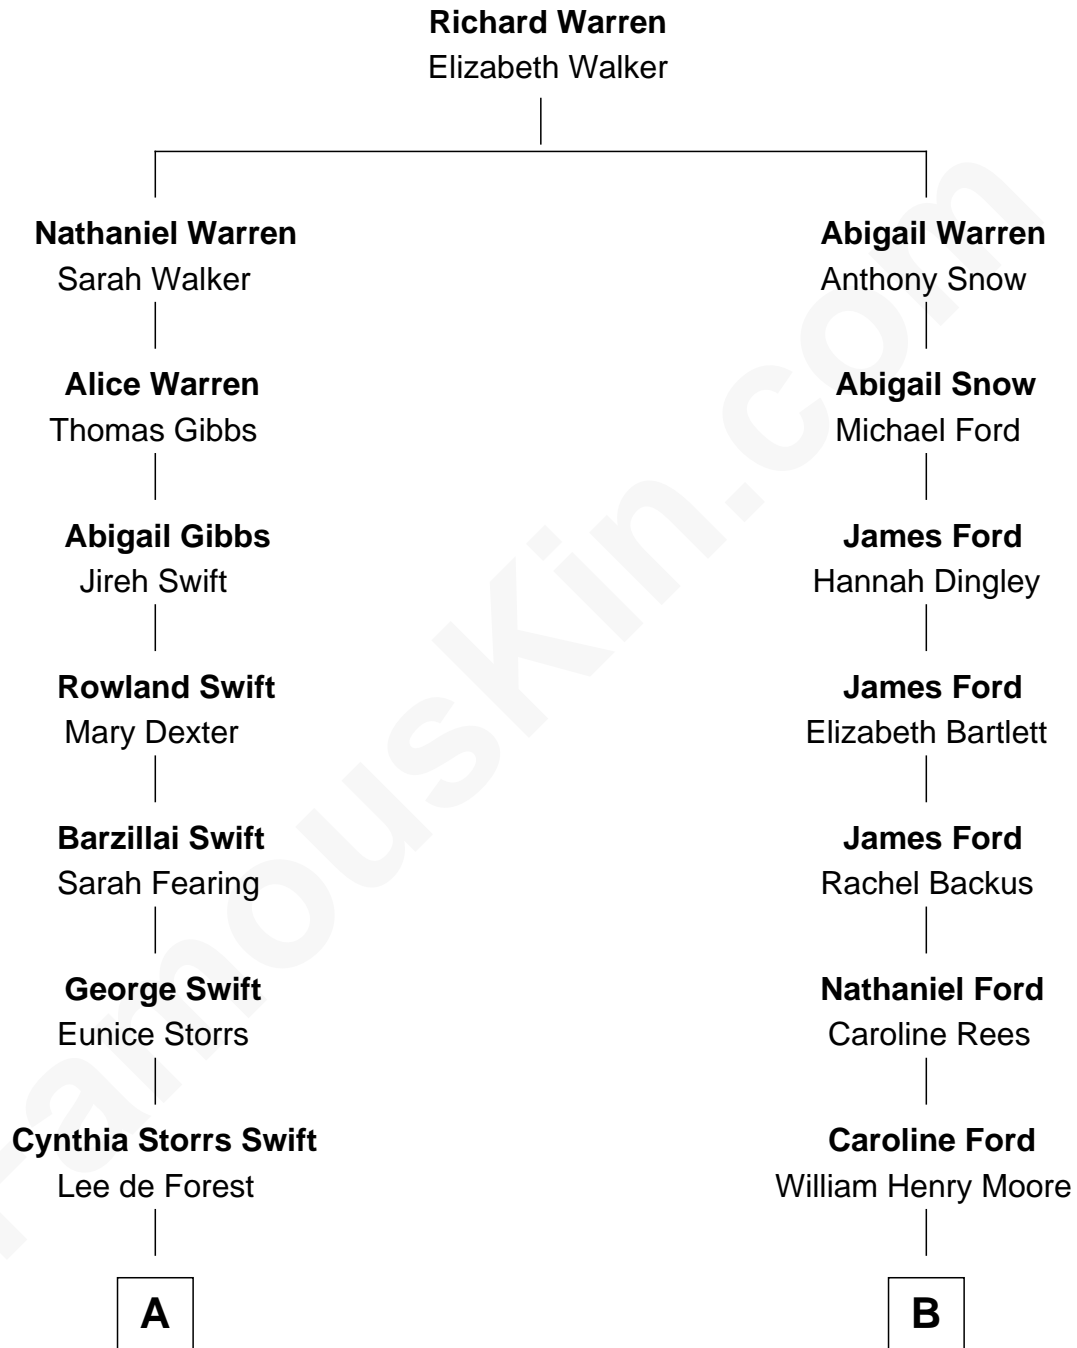 Richard Warren
Elizabeth Walker
Nathaniel Warren
Sarah Walker
Abigail Warren
Anthony Snow
Alice Warren
Thomas Gibbs
Abigail Snow
Michael Ford
Abigail Gibbs
Jireh Swift
James Ford
Hannah Dingley
Rowland Swift
Mary Dexter
James Ford
Elizabeth Bartlett
Barzillai Swift
Sarah Fearing
James Ford
Rachel Backus
George Swift
Eunice Storrs
Nathaniel Ford
Caroline Rees
Cynthia Storrs Swift
Lee de Forest
Caroline Ford
William Henry Moore
A
B
FamousKin.com